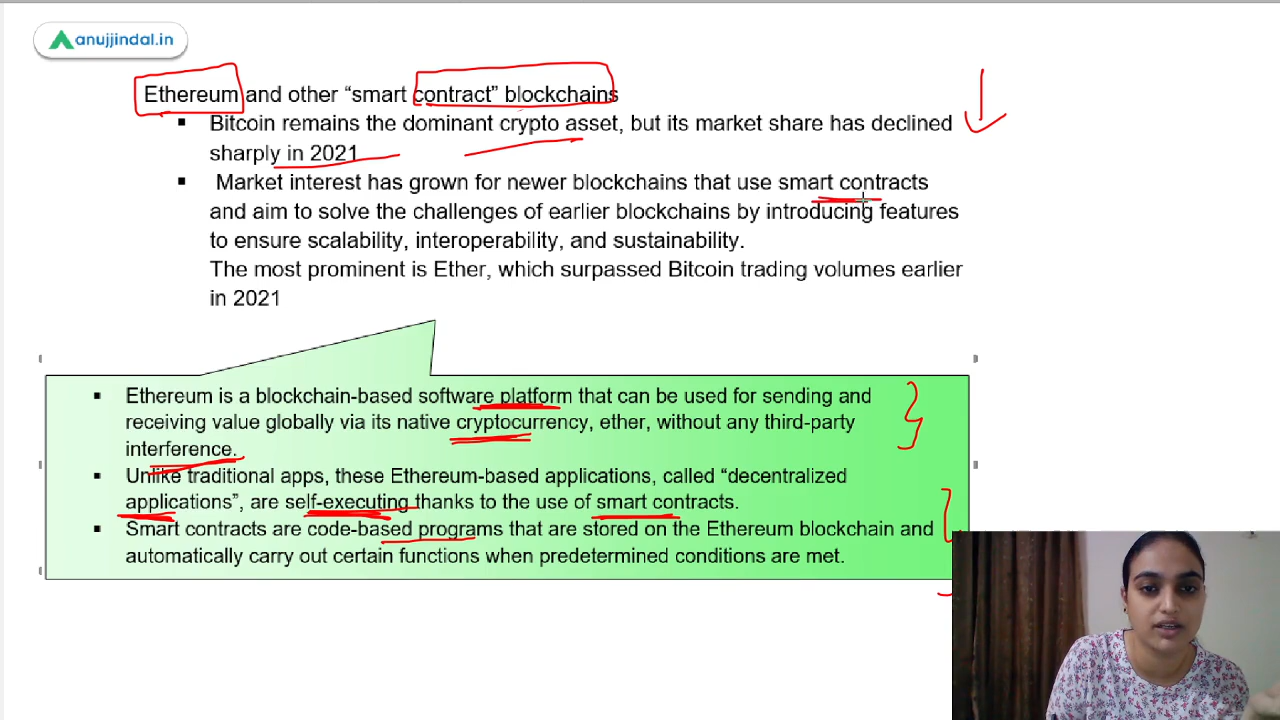 anujjindal.in
Ethereum and other “smart contract” blockchains
▪ Bitcoin remains the dominant crypto asset, but its market share has declined
sharply in 2021
▪ Market interest has grown for newer blockchains that use smart contracts
and aim to solve the challenges of earlier blockchains by introducing features
to ensure scalability, interoperability, and sustainability.
The most prominent is Ether, which surpassed Bitcoin trading volumes earlier
in 2021
▪ Ethereum is a blockchain-based software platform that can be used for sending and
receiving value globally via its native cryptocurrency, ether, without any third-party
interference.
▪ Unlike traditional apps, these Ethereum-based applications, called “decentralized
applications”, are self-executing thanks to the use of smart contracts.
▪ Smart contracts are code-based programs that are stored on the Ethereum blockchain and
automatically carry out certain functions when predetermined conditions are met.